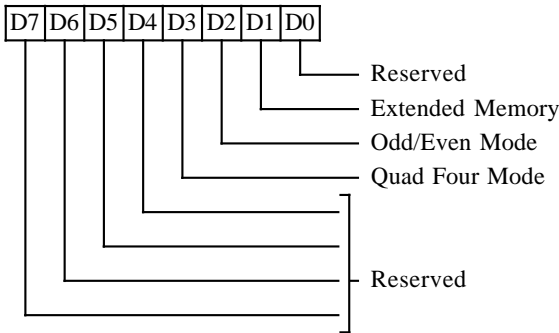 D7 D6 D5 D4 D3 D2 D1 D0
Reserved
Extended Memory
Odd/Even Mode
Quad Four Mode
Reserved